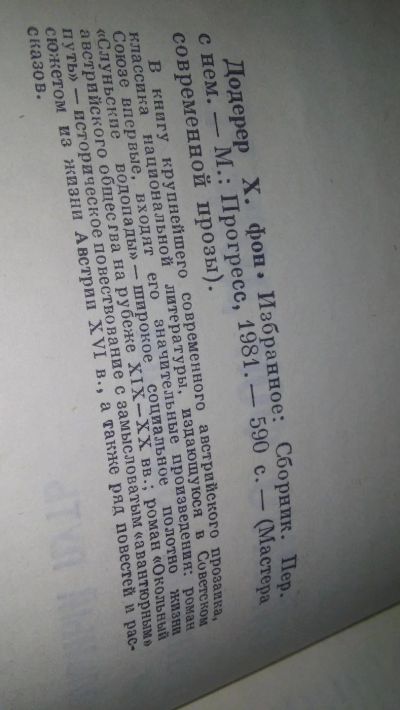 Додерер Х. фон. Избранное: Сборник. Пер.
с нем. — М.: Прогресс, 1981. — 590 с. — (Мастера
современной прозы).
В книгу крупнейшего современного австрийского прозаика,
классика национальной литературы, издающуюся в Советском
Союзе впервые, входят его значительные произведения: роман
«Слуньские водопады» — широкое социальное полотно жизни
австрийского общества на рубеже XIX—XX вв.; роман «Окольный
путь» — историческое повествование с замысловатым «авантюрным»
сюжетом из жизни Австрии XVI в., а также ряд повестей и рас-
сказов.